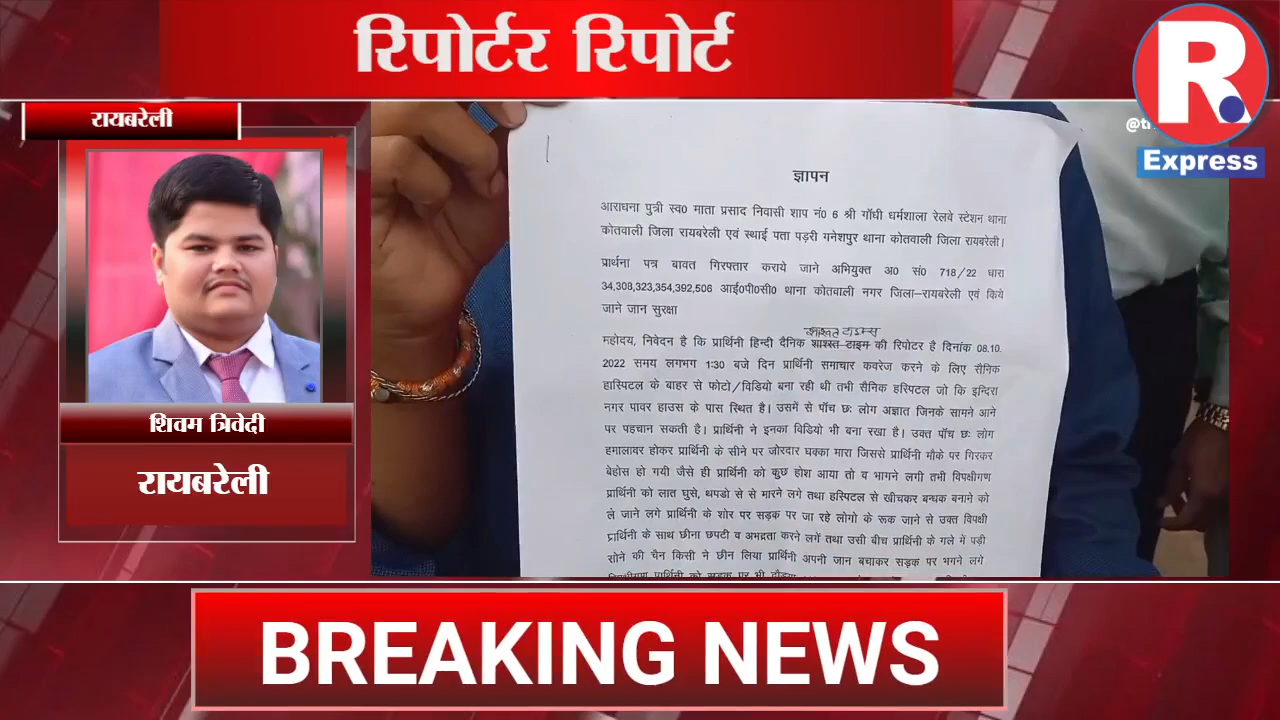 रिपोर्टर रिपोर्ट
R.
Express
रायबरेली
शिवम त्रिवेदी
रायबरेली
ज्ञापन
आराधना पुत्री स्व0 माता प्रसाद निवासी शाप नं0 6 श्री गाँधी धर्मशाला रेलवे स्टेशन थाना
कोतवाली जिला रायबरेली एवं स्थाई पता पड़री गनेशपुर थाना कोतवाली जिला रायबरेली।
प्रार्थना पत्र बावत गिरफ्तार कराये जाने अभियुक्त अ0 सं0 718/22 धारा
34,308,323,354,392,506 आई0पी0सी0 थाना कोतवाली नगर जिला–रायबरेली एवं किये
जाने जान सुरक्षा
शाश्वत टाइम्स
महोदय, निवेदन है कि प्रार्थिनी हिन्दी दैनिक शाश्स्त टाइम की रिपोटर है दिनांक 08.10.
2022 समय लगभग 1:30 बजे दिन प्रार्थिनी समाचार कवरेज करने के लिए सैनिक
हास्पिटल के बाहर से फोटो/विडियो बना रही थी तभी सैनिक हस्पिटल जो कि इन्दिरा
नगर पावर हाउस के पास स्थित है। उसमें से पाँच छः लोग अज्ञात जिनके सामने आने
पर पहचान सकती है। प्रार्थिनी ने इनका विडियो भी बना रखा है। उक्त पाँच छः लोग
हमालावर होकर प्रार्थिनी के सीने पर जोरदार धक्का मारा जिससे प्रार्थिनी मौके पर गिरकर
बेहोस हो गयी जैसे ही प्रार्थिनी को कुछ होश आया तो व भागने लगी तभी विपक्षीगण
प्रार्थिनी को लात घुसे, थपडो से से मारने लगे तथा हस्पिटल से खीचकर बन्धक बनाने को
ले जाने लगे प्रार्थिनी के शोर पर सड़क पर जा रहे लोगो के रूक जाने से उक्त विपक्षी
प्रार्थिनी के साथ छीना छपटी व अभद्रता करने लगें तथा उसी बीच प्रार्थिनी के गले में पड़ी
सोने की चैन किसी ने छीन लिया प्रार्थिनी अपनी जान बचाकर सड़क पर भगने लगे
प्रार्थिनी को सड़क पर भी
BREAKING NEWS